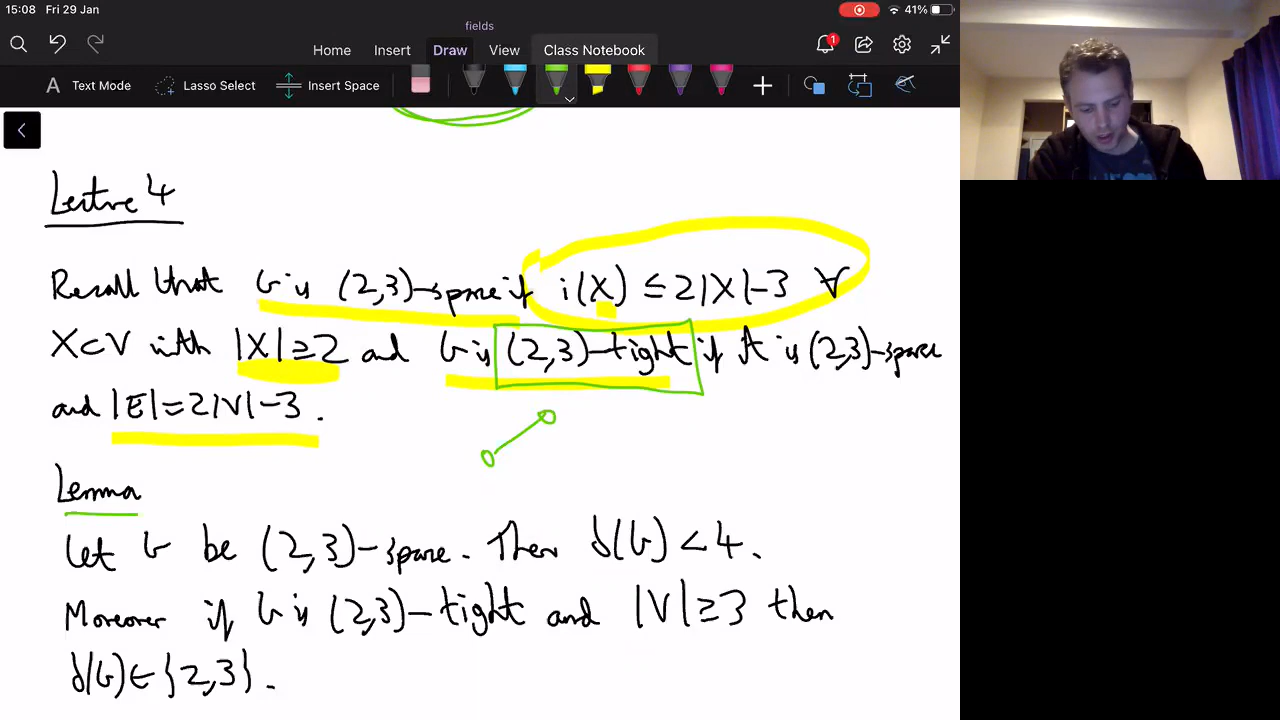 15:08 Fri 29 Jan
41%
fields
Home Insert Draw View Class Notebook
1
A Text Mode Lasso Select Insert Space
Lecture 4
Recall that G is (2,3)-sparse if i(X) ≤ 2|X|-3 ∀
X⊂V with |X|≥2 and G is (2,3)-tight if it is (2,3)-sparse
and |E|=2|V|-3.
Lemma
Let G be (2,3)-sparse. Then δ(G) < 4.
Moreover if G is (2,3)-tight and |V|≥3 then
δ(G)∈{2,3}.